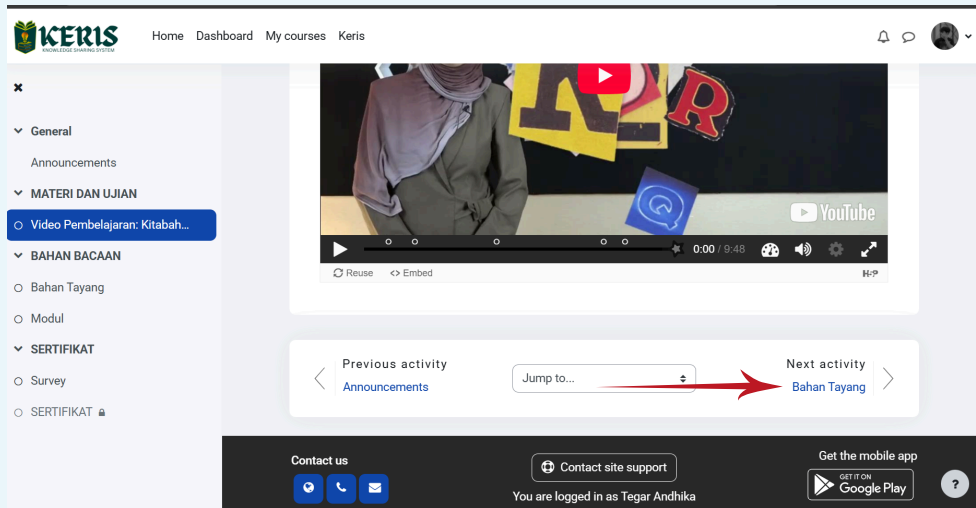 KERIS
KNOWLEDGE SHARING SYSTEM
Home Dashboard My courses Keris
General
Announcements
MATERI DAN UJIAN
Video Pembelajaran: Kitabah...
BAHAN BACAAN
Bahan Tayang
Modul
SERTIFIKAT
Survey
SERTIFIKAT
K R
Q
YouTube
0:00 / 9:48
Reuse <> Embed
H-P
Previous activity
Announcements
Jump to...
Next activity
Bahan Tayang
Contact us
Contact site support
You are logged in as Tegar Andhika
Get the mobile app
GET IT ON
Google Play
?